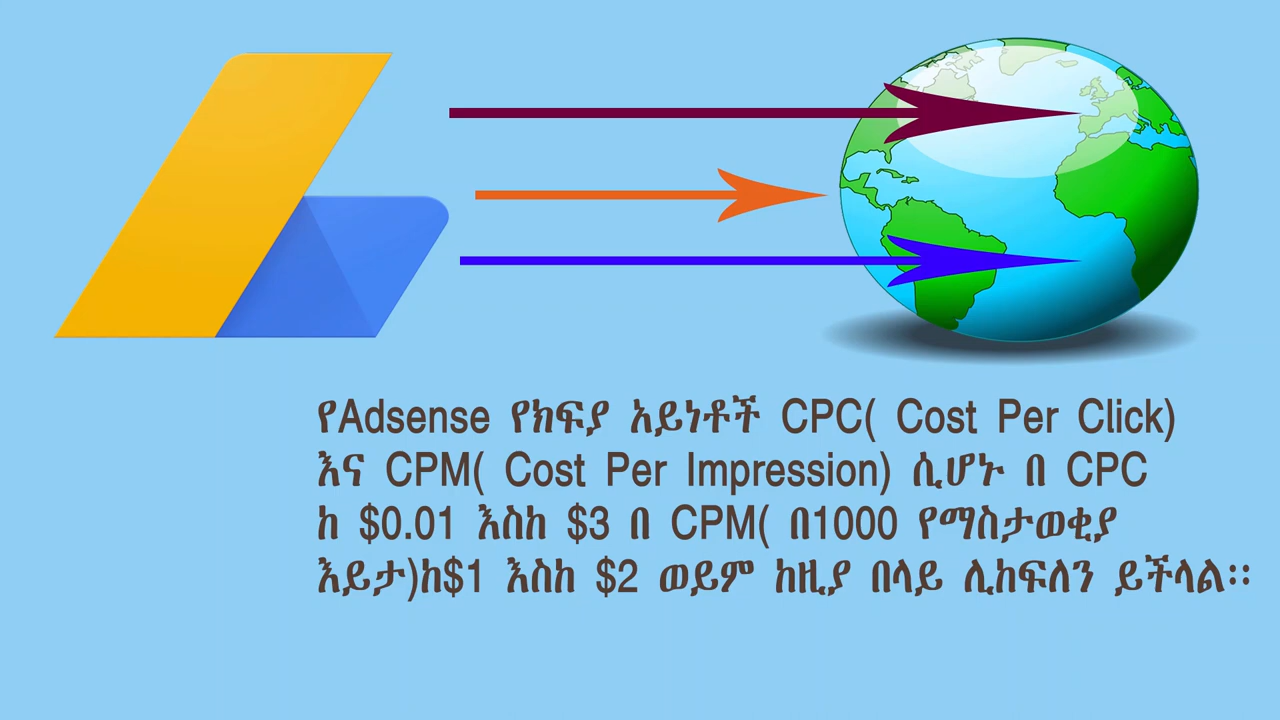 የAdsense የክፍያ አይነቶች CPC( Cost Per Click)
እና CPM( Cost Per Impression) ሲሆኑ በ CPC
ከ $0.01 እስከ $3 በ CPM( በ1000 የማስታወቂያ
እይታ)ከ$1 እስከ $2 ወይም ከዚያ በላይ ሊከፍለን ይችላል፡፡